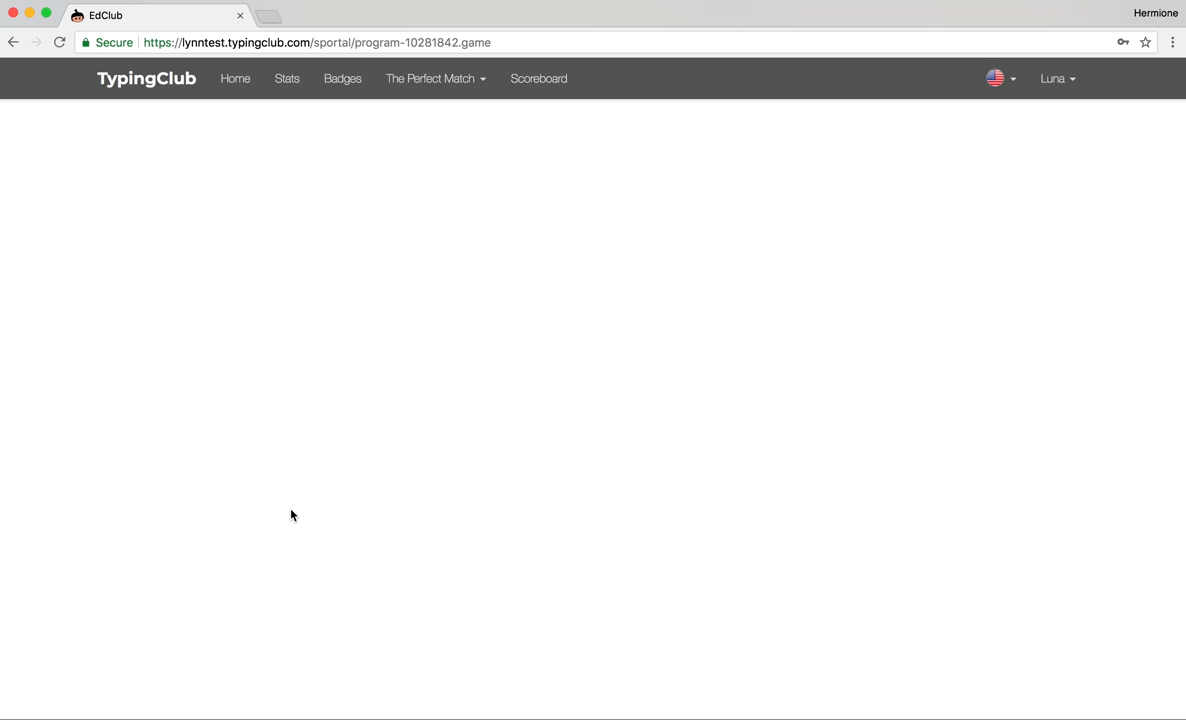 EdClub
Hermione
Secure https://lynntest.typingclub.com/sportal/program-10281842.game
TypingClub Home Stats Badges The Perfect Match Scoreboard Luna